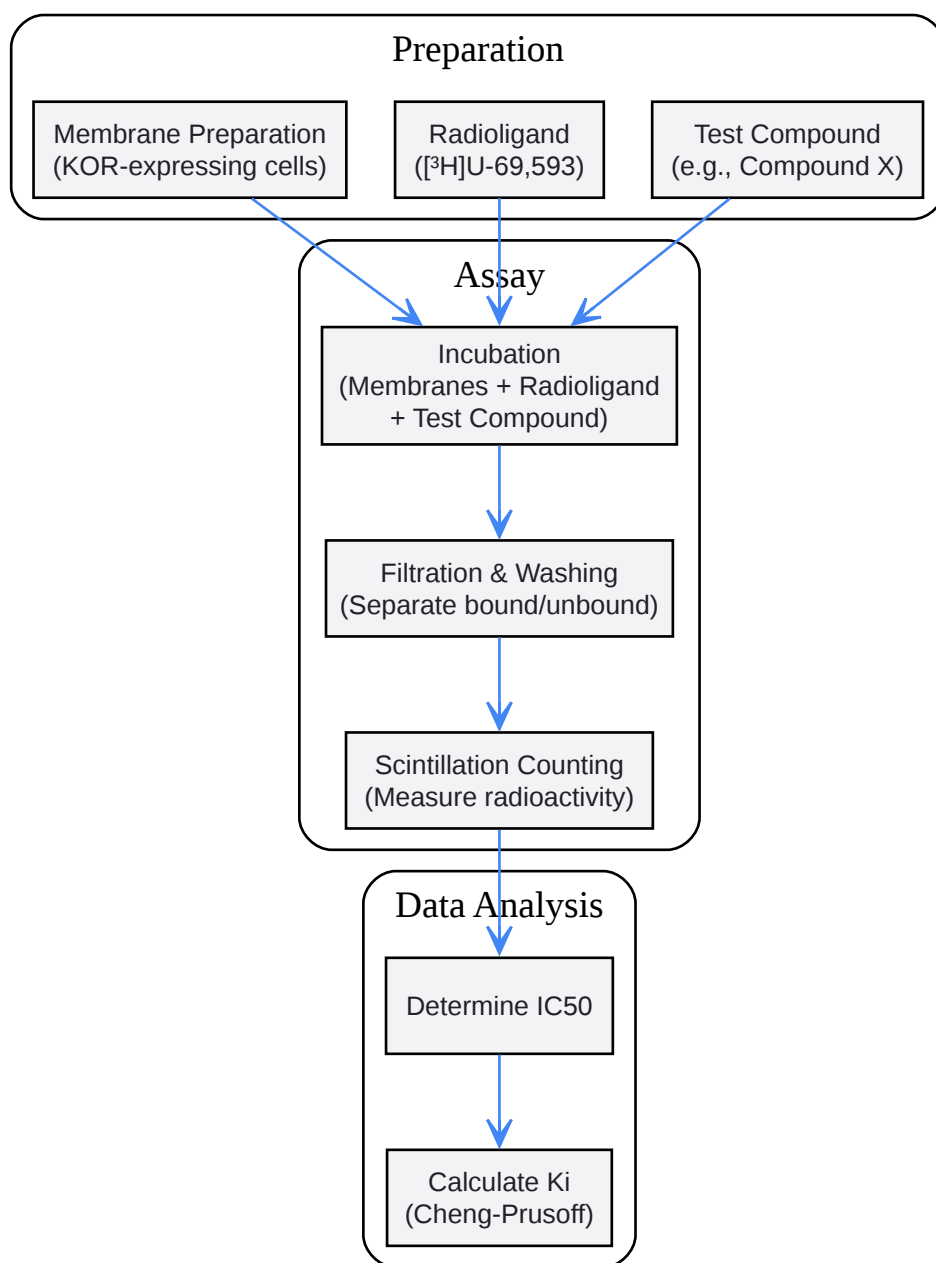 Preparation
Membrane Preparation
(KOR-expressing cells)
Radioligand
([³H]U-69,593)
Test Compound
(e.g., Compound X)
Assay
Incubation
(Membranes + Radioligand
+ Test Compound)
Filtration & Washing
(Separate bound/unbound)
Scintillation Counting
(Measure radioactivity)
Data Analysis
Determine IC50
Calculate Ki
(Cheng-Prusoff)